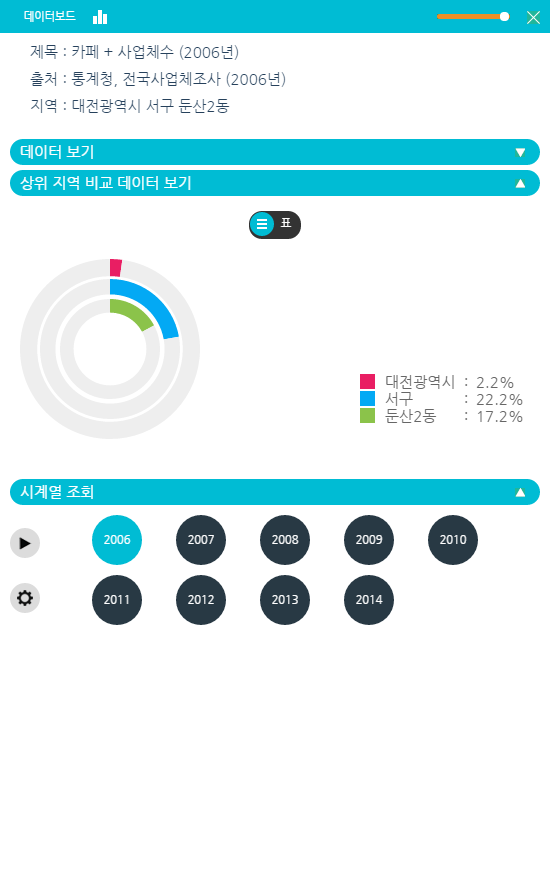 데이터보드
제목 : 카페 + 사업체수 (2006년)
출처 : 통계청, 전국사업체조사 (2006년)
지역 : 대전광역시 서구 둔산2동
데이터 보기 ▼
상위 지역 비교 데이터 보기 ▲
표
대전광역시 : 2.2%
서구 : 22.2%
둔산2동 : 17.2%
시계열 조회 ▲
2006 2007 2008 2009 2010
2011 2012 2013 2014